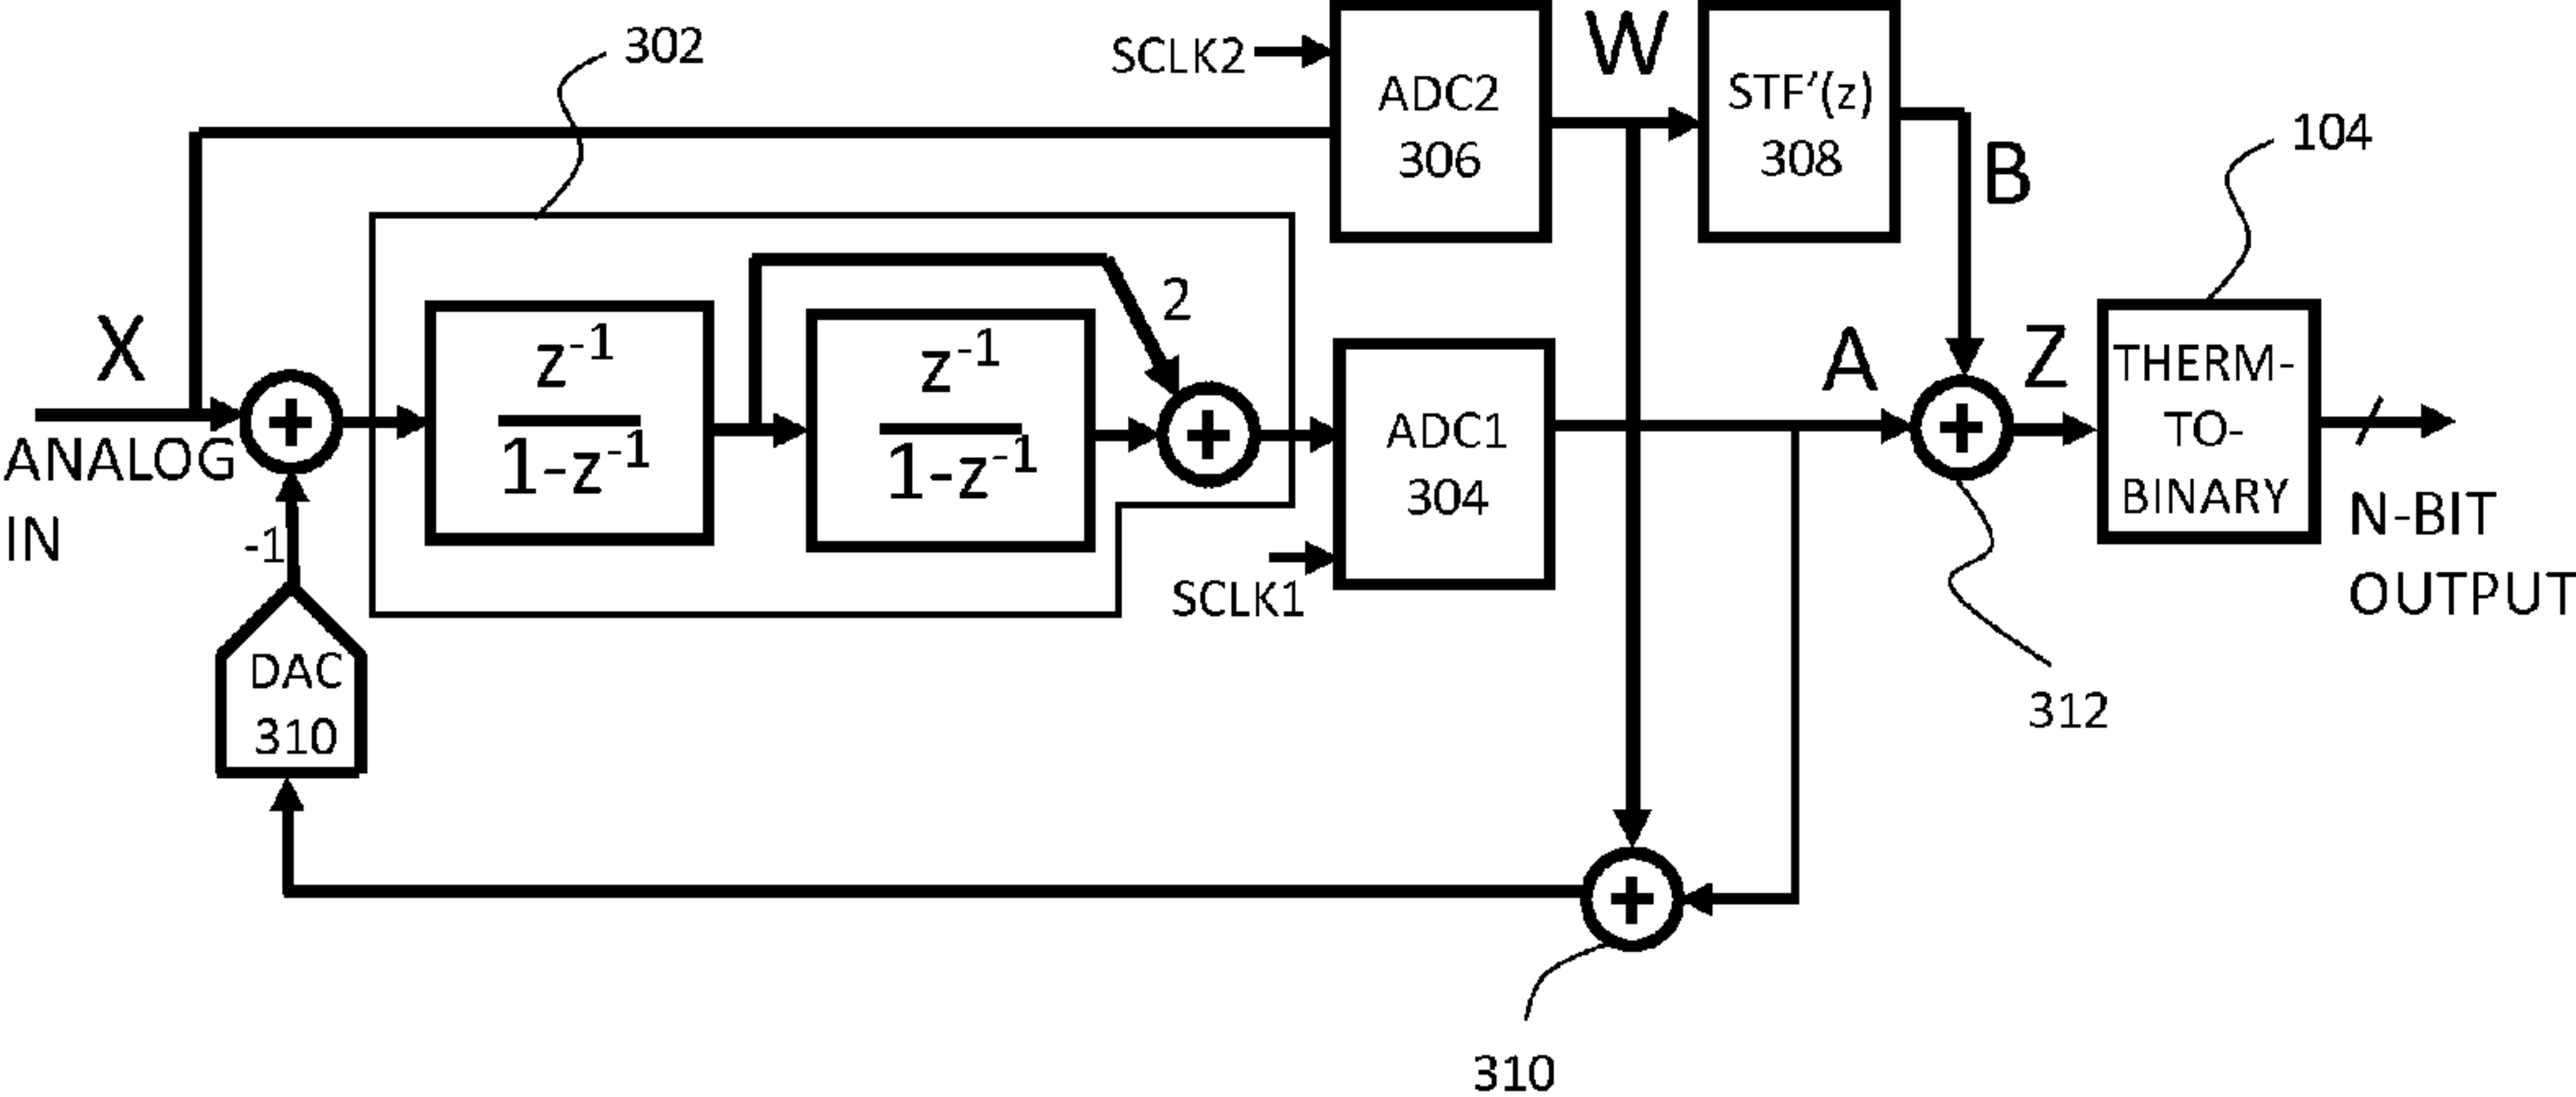 302
SCLK2
ADC2
306
W
STF’(z)
308
B
104
X
ANALOG
IN
z-1
1-z-1
z-1
1-z-1
2
ADC1
304
SCLK1
A
Z
THERM-
TO-
BINARY
N-BIT
OUTPUT
-1
DAC
310
312
310